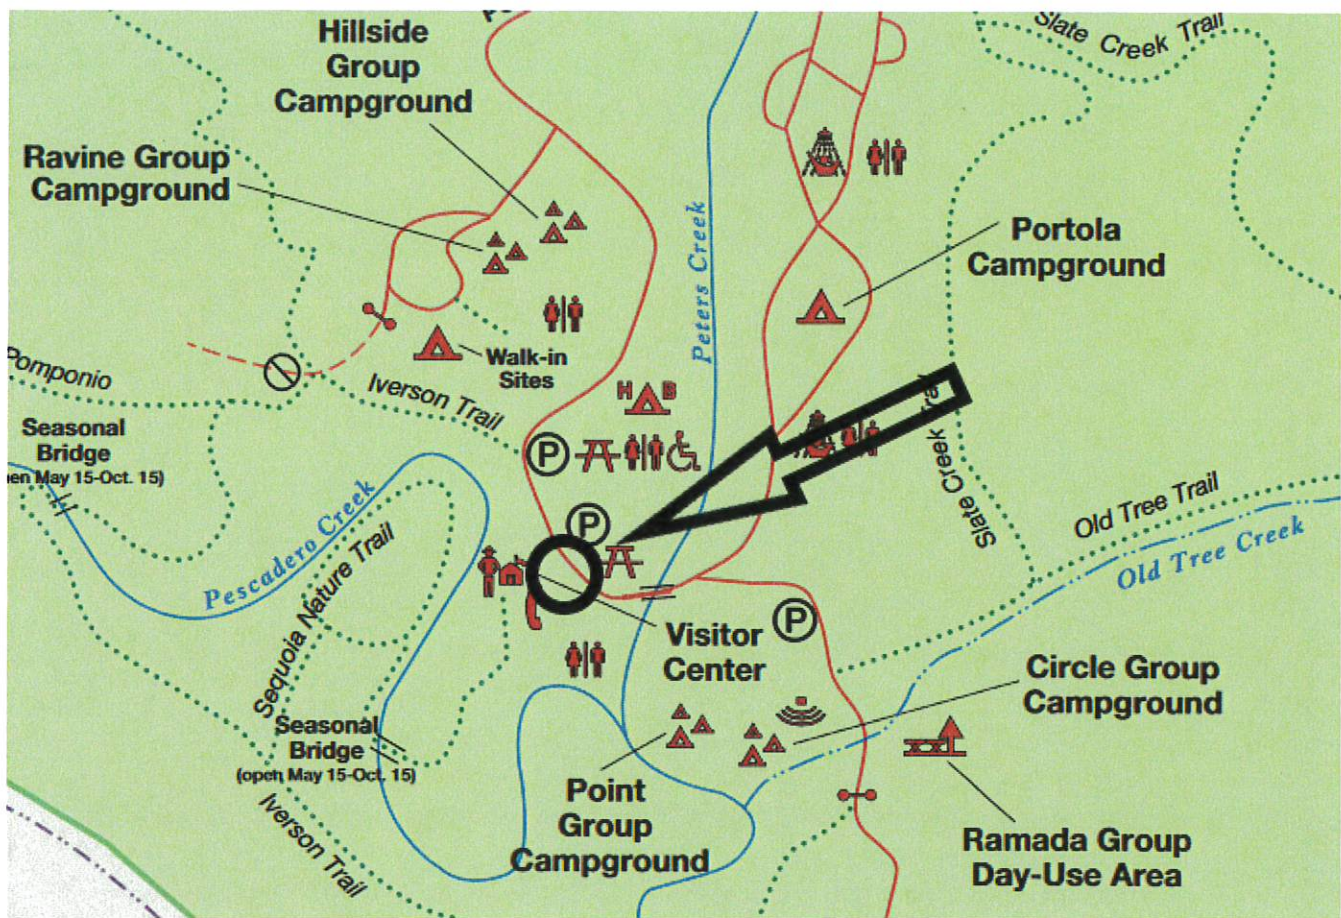 Hillside
Group
Campground
Slate Creek Trail
Ravine Group
Campground
Portola
Campground
Peters Creek
Pomponio
Walk-in
Sites
Iverson Trail
H B
Seasonal
Bridge
en May 15-Oct. 15)
P
Slate Creek Trail
Old Tree Trail
Old Tree Creek
Pescadero Creek
Sequoia Nature Trail
P
P
Visitor
Center
Circle Group
Campground
Seasonal
Bridge
(open May 15-Oct. 15)
Iverson Trail
Point
Group
Campground
Ramada Group
Day-Use Area